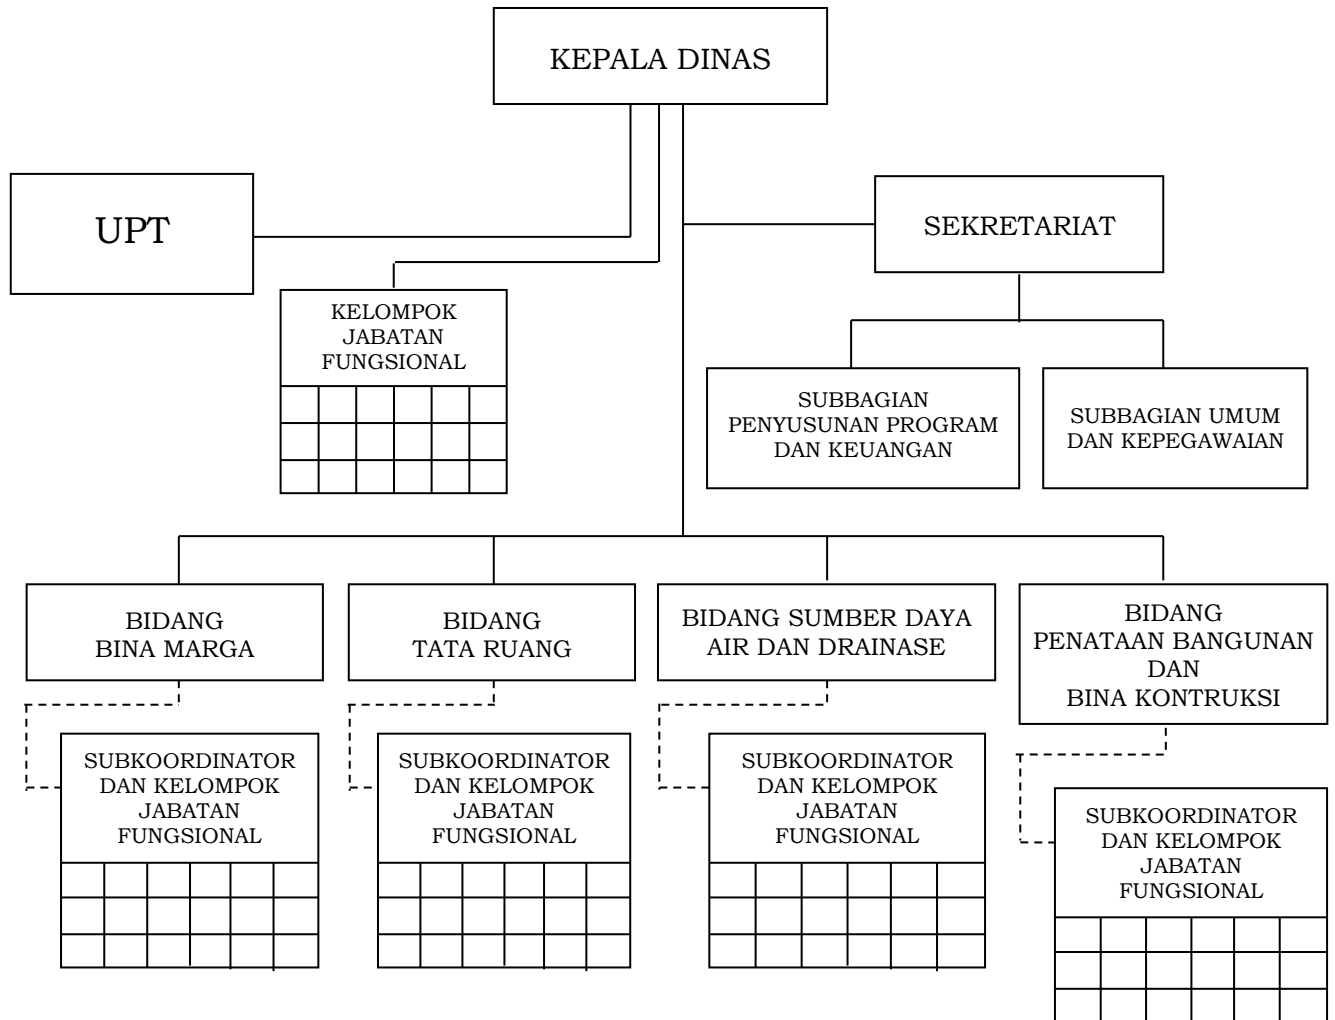 KEPALA DINAS
UPT
SEKRETARIAT
KELOMPOK
JABATAN
FUNGSIONAL
SUBBAGIAN
PENYUSUNAN PROGRAM
DAN KEUANGAN
SUBBAGIAN UMUM
DAN KEPEGAWAIAN
BIDANG
BINA MARGA
BIDANG
TATA RUANG
BIDANG SUMBER DAYA
AIR DAN DRAINASE
BIDANG
PENATAAN BANGUNAN
DAN
BINA KONTRUKSI
SUBKOORDINATOR
DAN KELOMPOK
JABATAN
FUNGSIONAL
SUBKOORDINATOR
DAN KELOMPOK
JABATAN
FUNGSIONAL
SUBKOORDINATOR
DAN KELOMPOK
JABATAN
FUNGSIONAL
SUBKOORDINATOR
DAN KELOMPOK
JABATAN
FUNGSIONAL